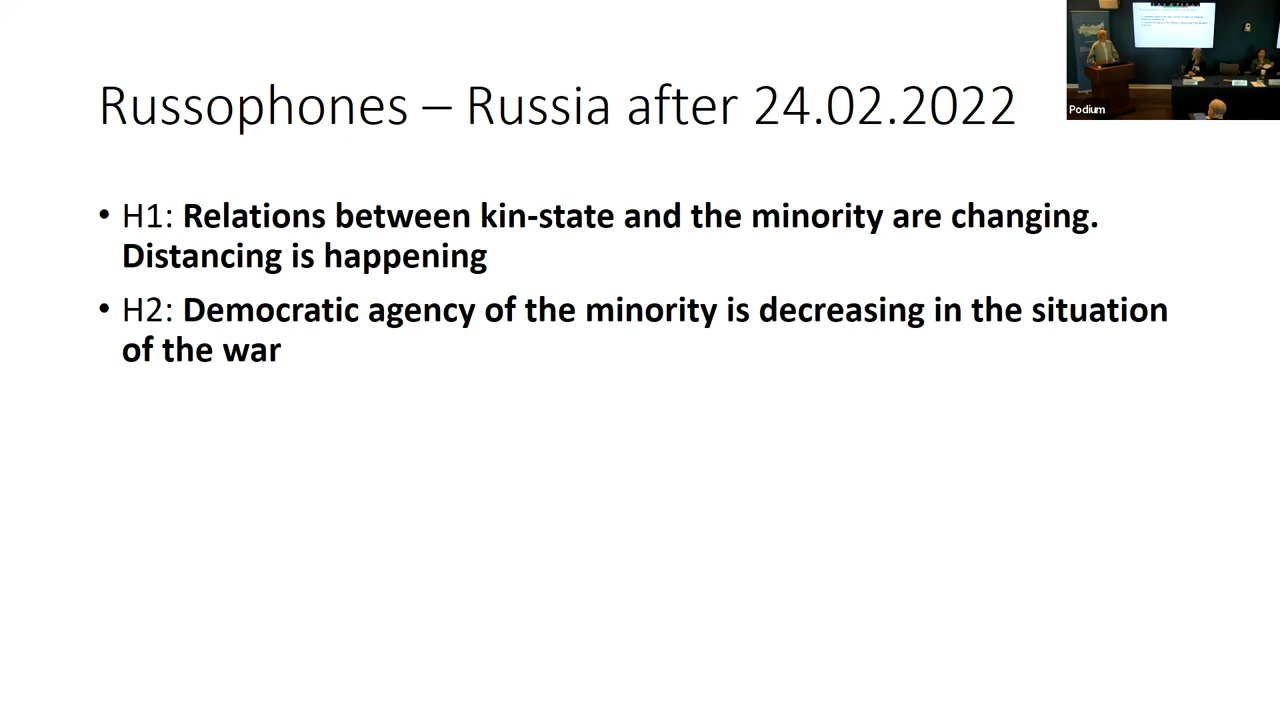 Russophones – Russia after 24.02.2022
• H1: Relations between kin-state and the minority are changing.
Distancing is happening
• H2: Democratic agency of the minority is decreasing in the situation
of the war
Podium